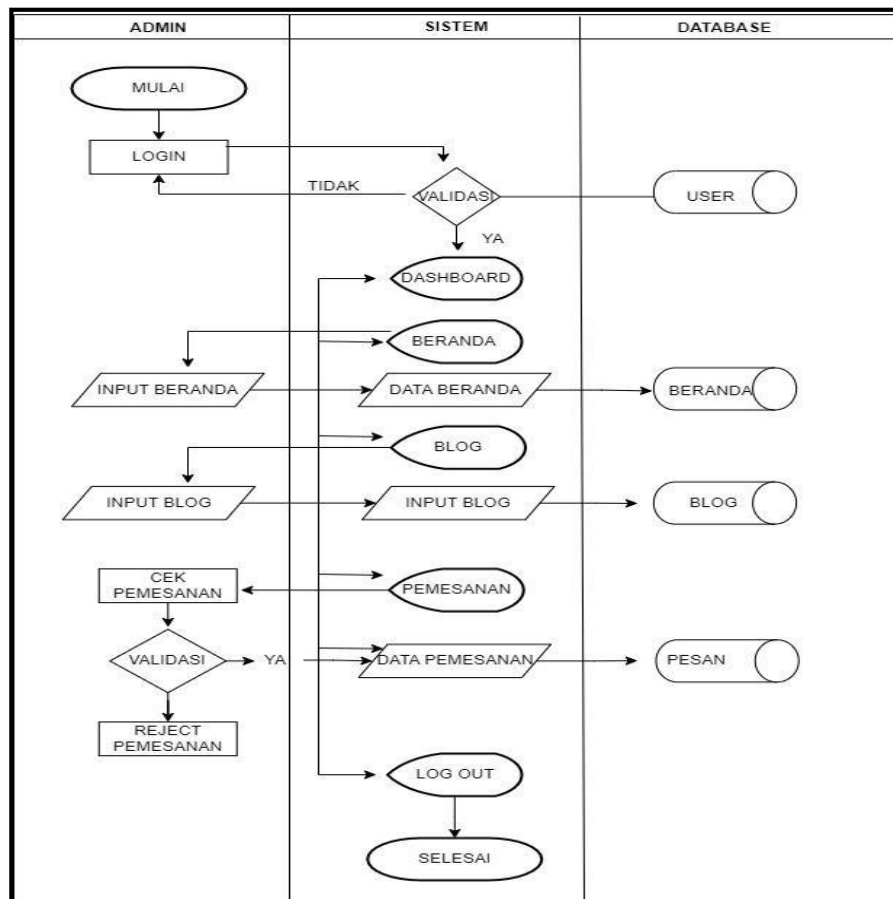 ADMIN
SISTEM
DATABASE
MULAI
LOGIN
TIDAK
VALIDASI
USER
YA
DASHBOARD
BERANDA
INPUT BERANDA
DATA BERANDA
BERANDA
BLOG
INPUT BLOG
INPUT BLOG
BLOG
CEK
PEMESANAN
PEMESANAN
VALIDASI
YA
DATA PEMESANAN
PESAN
REJECT
PEMESANAN
LOG OUT
SELESAI